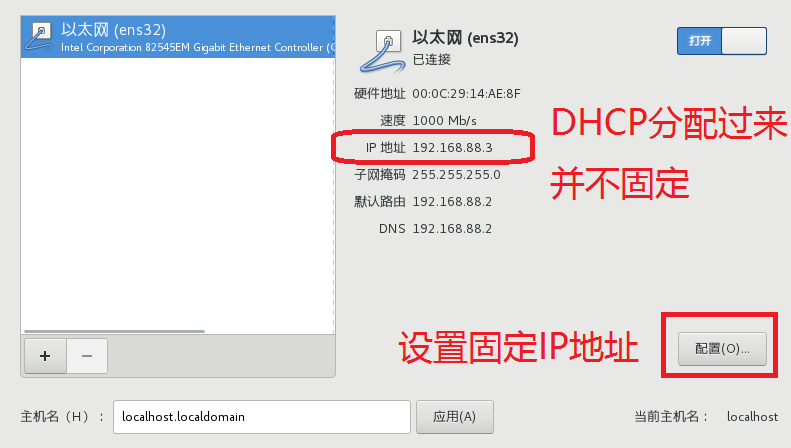 以太网 (ens32)
Intel Corporation 82545EM Gigabit Ethernet Controller (
以太网 (ens32)
已连接
打开
硬件地址 00:0C:29:14:AE:8F
速度 1000 Mb/s
IP 地址 192.168.88.3
子网掩码 255.255.255.0
默认路由 192.168.88.2
DNS 192.168.88.2
DHCP分配过来
并不固定
设置固定IP地址
配置(O)...
+ −
主机名（H）： localhost.localdomain 应用(A) 当前主机名： localhost